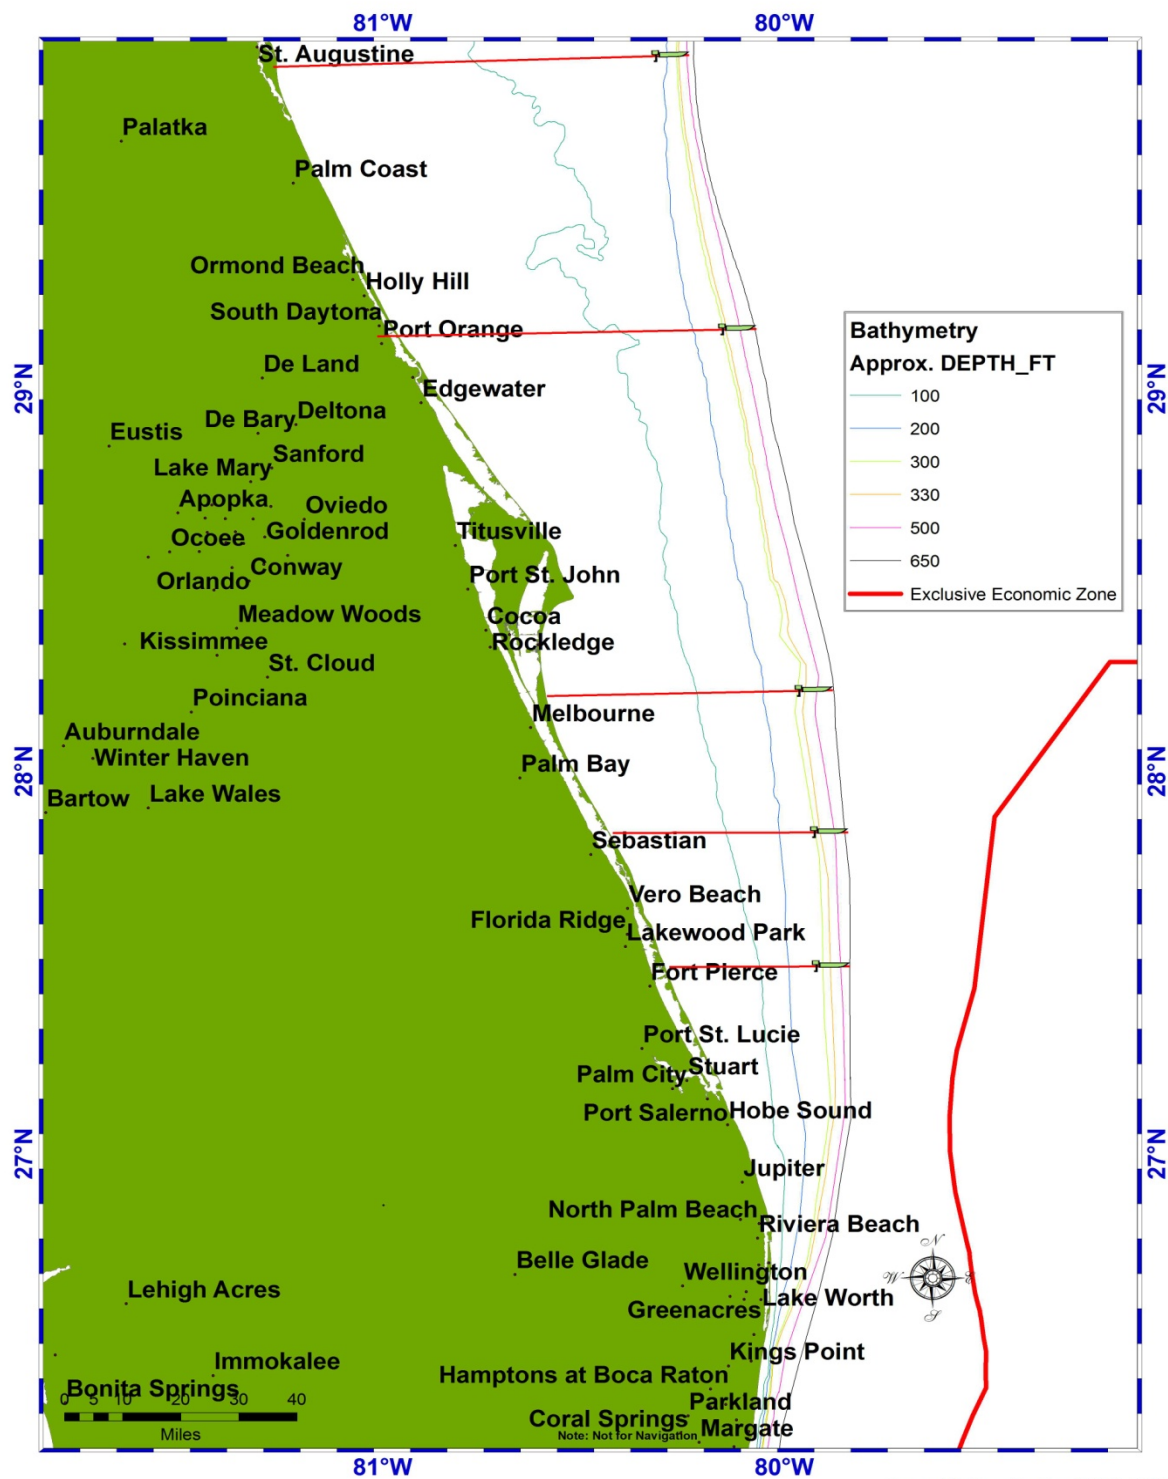 81°W
80°W
St. Augustine
Palatka
Palm Coast
Ormond Beach
Holly Hill
South Daytona
Port Orange
Bathymetry
Approx. DEPTH_FT
100
200
300
330
500
650
Exclusive Economic Zone
29°N
29°N
De Land
Edgewater
De Bary
Deltona
Eustis
Sanford
Lake Mary
Apopka
Oviedo
Goldenrod
Ocoee
Titusville
Conway
Orlando
Port St. John
Meadow Woods
Cocoa
Kissimmee
Rockledge
St. Cloud
Poinciana
Melbourne
Auburndale
Winter Haven
Palm Bay
28°N
28°N
Bartow
Lake Wales
Sebastian
Vero Beach
Florida Ridge
Lakewood Park
Fort Pierce
Port St. Lucie
Stuart
Palm City
Port Salerno
Hobe Sound
27°N
27°N
Jupiter
North Palm Beach
Riviera Beach
N
W
E
S
Belle Glade
Wellington
Lehigh Acres
Lake Worth
Greenacres
Kings Point
Immokalee
Hamptons at Boca Raton
Bonita Springs
0 5 10 20 30 40
Miles
Parkland
Coral Springs
Margate
Note: Not for Navigation
81°W
80°W